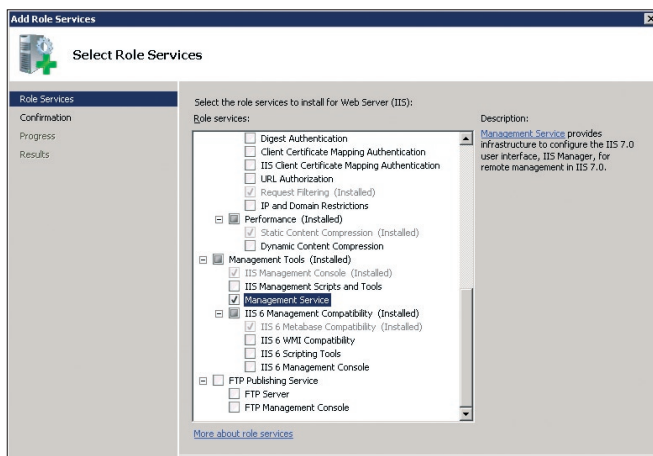 Add Role Services
Select Role Services
Role Services
Confirmation
Progress
Results
Select the role services to install for Web Server (IIS):
Role services:
Digest Authentication
Client Certificate Mapping Authentication
IIS Client Certificate Mapping Authentication
URL Authorization
Request Filtering (Installed)
IP and Domain Restrictions
Performance (Installed)
Static Content Compression (Installed)
Dynamic Content Compression
Management Tools (Installed)
IIS Management Console (Installed)
IIS Management Scripts and Tools
Management Service
IIS 6 Management Compatibility (Installed)
IIS 6 Metabase Compatibility (Installed)
IIS 6 WMI Compatibility
IIS 6 Scripting Tools
IIS 6 Management Console
FTP Publishing Service
FTP Server
FTP Management Console
More about role services
Description:
Management Service provides
infrastructure to configure the IIS 7.0
user interface, IIS Manager, for
remote management in IIS 7.0.